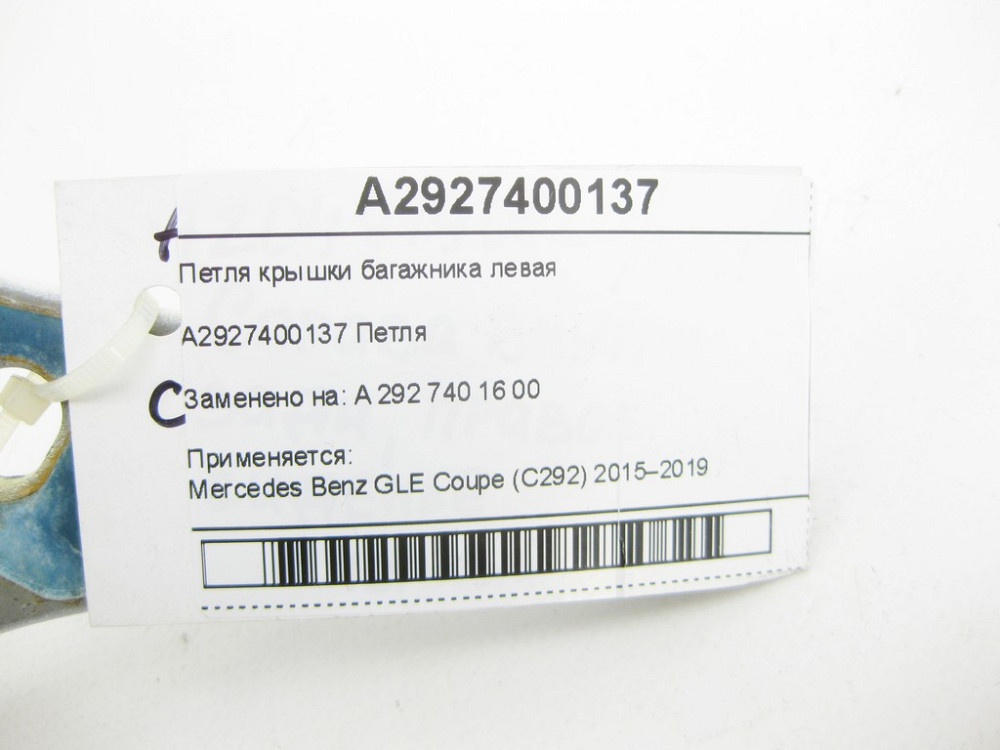 A2927400137
Петля крышки багажника левая
A2927400137 Петля
С
Заменено на: A 292 740 16 00
Применяется:
Mercedes Benz GLE Coupe (C292) 2015–2019